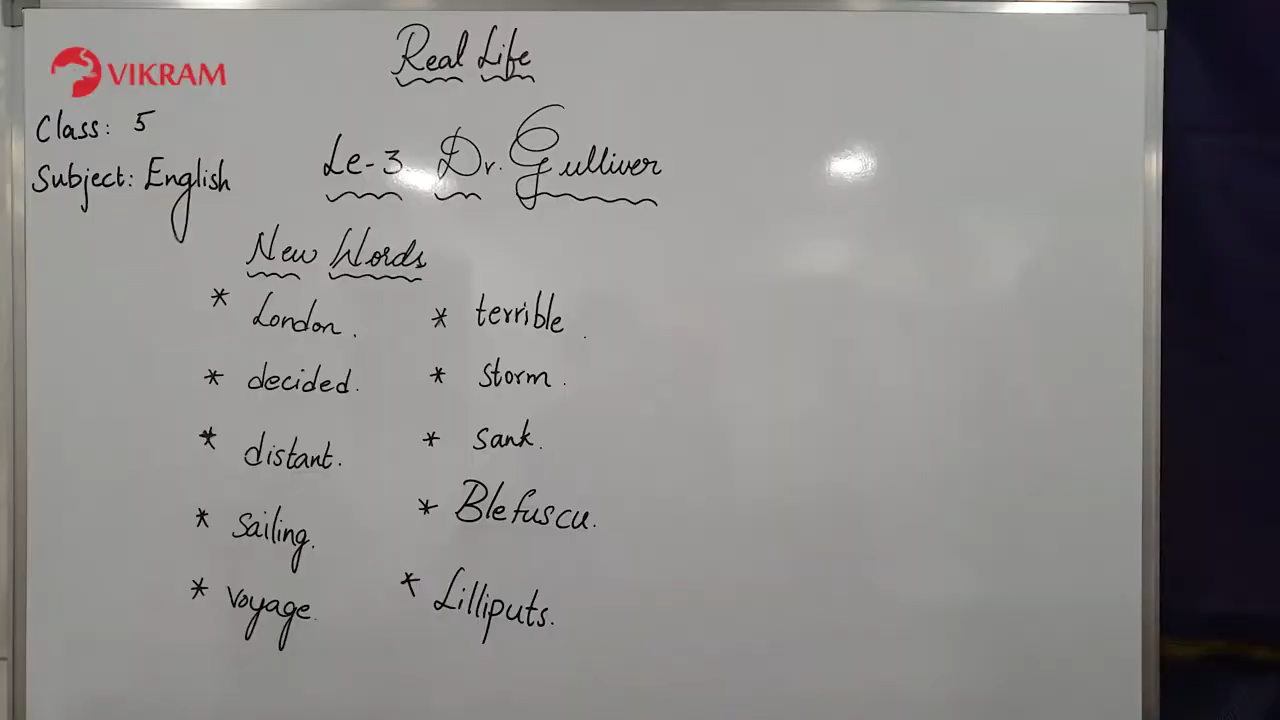 VIKRAM
Real Life
Class: 5
Subject: English
Le-3 Dr. Gulliver
New Words
* London.
* decided.
* distant.
* Sailing.
* Voyage.
* terrible.
* Storm.
* Sank.
* Blefuscu.
* Lilliputs.